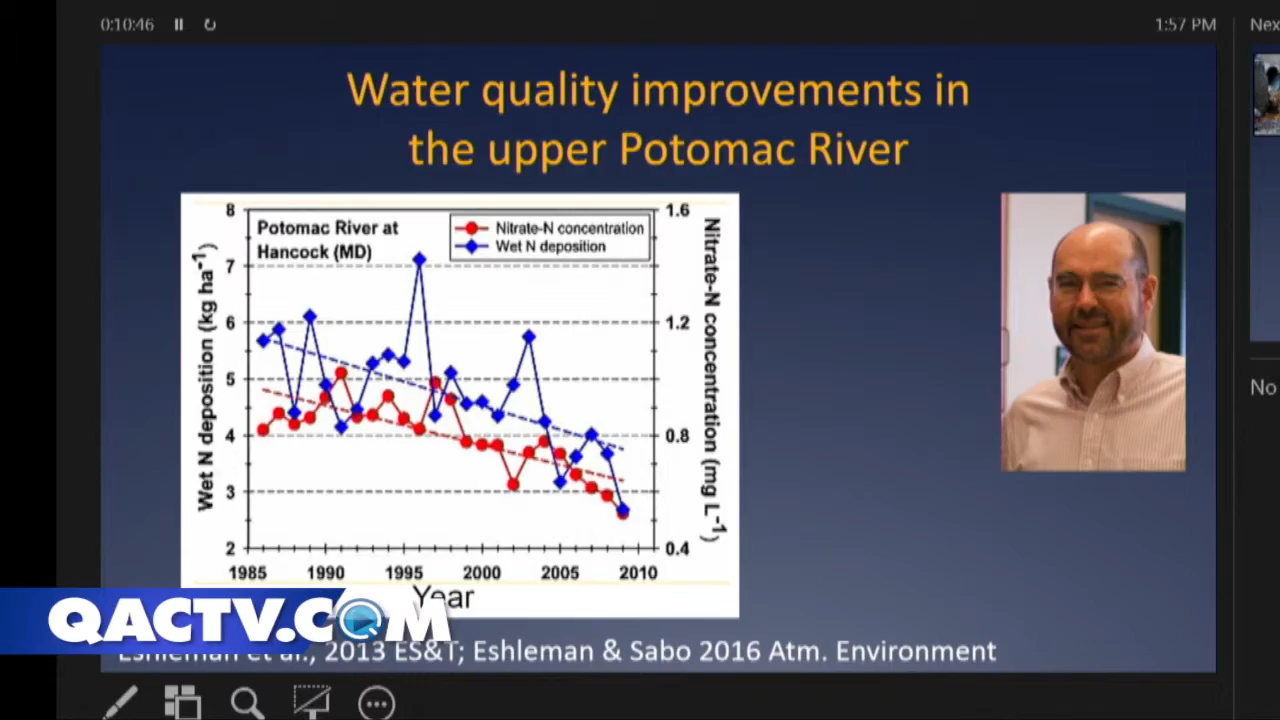 0:10:46
1:57 PM
Nex
Water quality improvements in
the upper Potomac River
Potomac River at
Hancock (MD)
Nitrate-N concentration
Wet N deposition
Wet N deposition (kg ha-1)
8
7
6
5
4
3
2
1.6
1.2
0.8
0.4
Nitrate-N concentration (mg L-1)
1985 1990 1995 2000 2005 2010
Year
No
QACTV.COM
Eshleman et al., 2013 ES&T; Eshleman & Sabo 2016 Atm. Environment